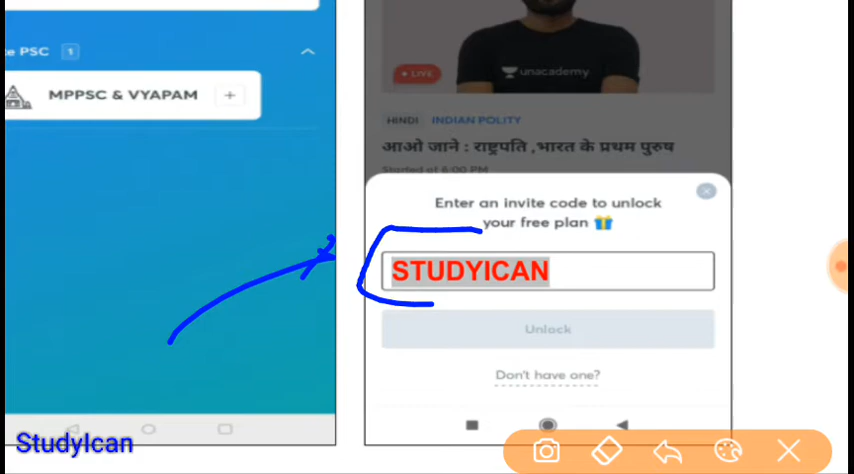 te PSC 1
MPPSC & VYAPAM +
LIVE
unacademy
HINDI INDIAN POLITY
आओ जाने : राष्ट्रपति ,भारत के प्रथम पुरुष
Started at 6:00 PM
Enter an invite code to unlock
your free plan
STUDYICAN
Unlock
Don't have one?
StudyIcan